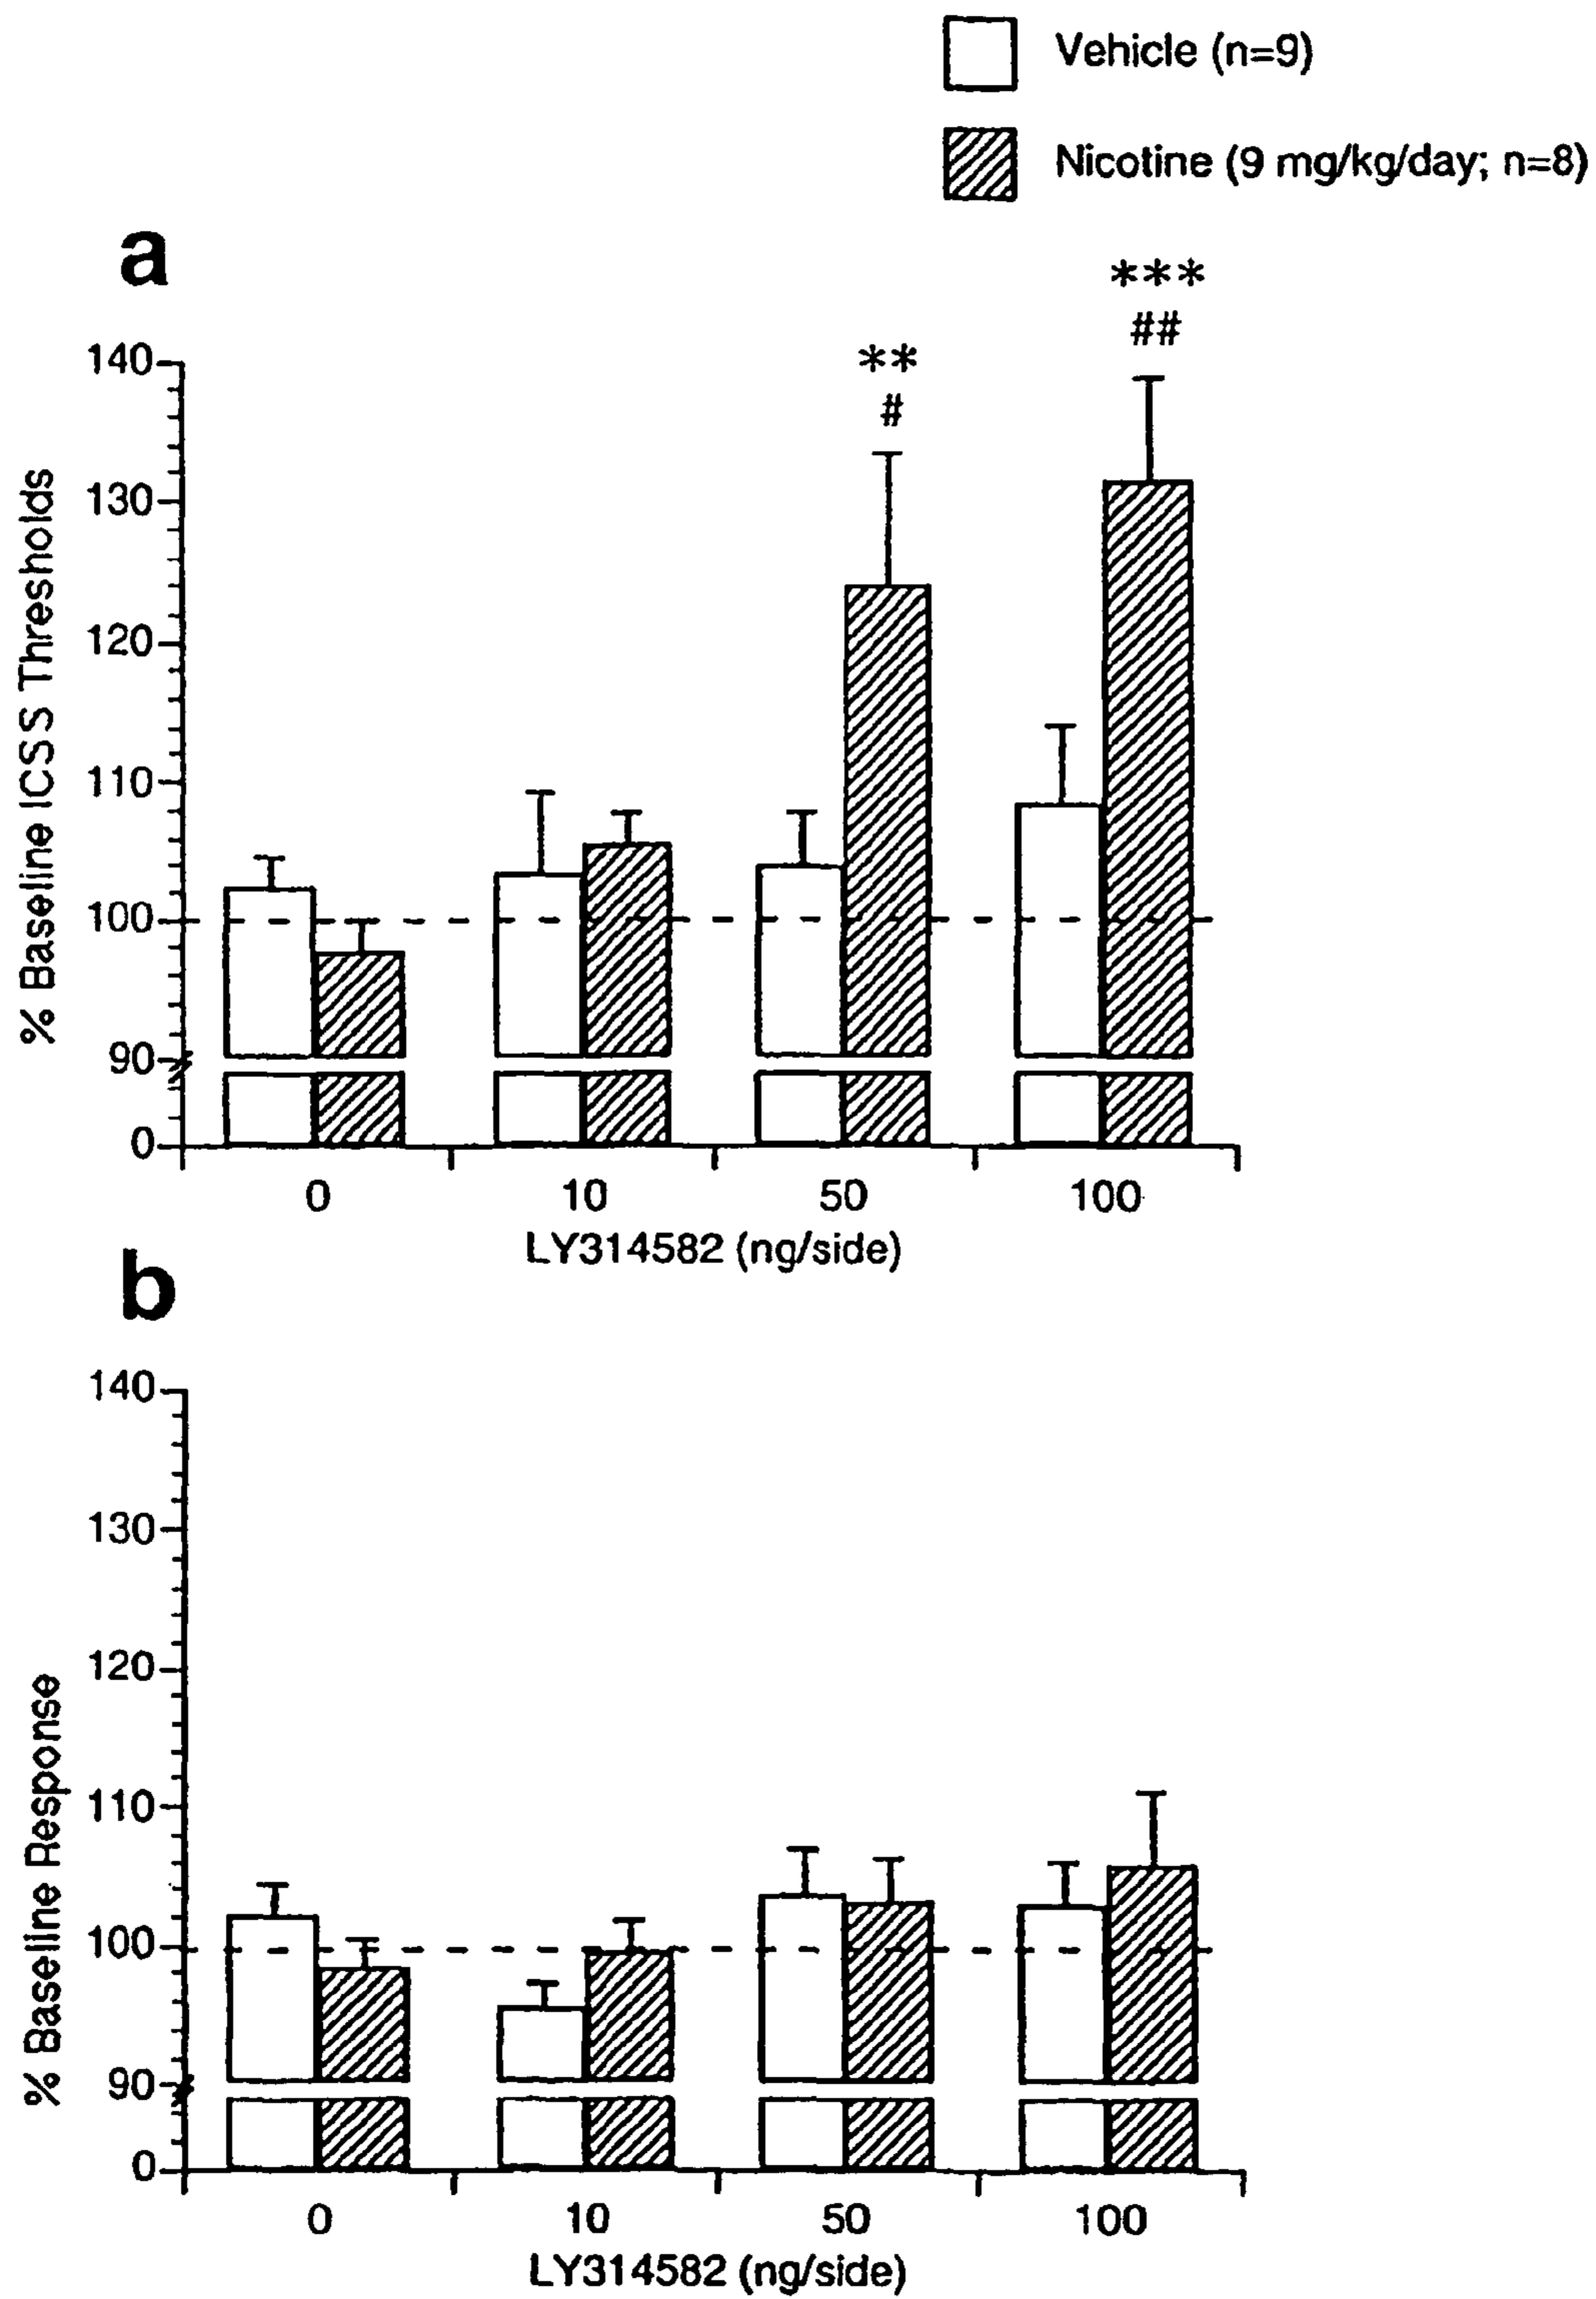 Vehicle (n=9)
Nicotine (9 mg/kg/day; n=8)
a
***
##
**
#
% Baseline ICSS Thresholds
140
130
120
110
100
90
0
0 10 50 100
LY314582 (ng/side)
b
% Baseline Response
140
130
120
110
100
90
0
0 10 50 100
LY314582 (ng/side)